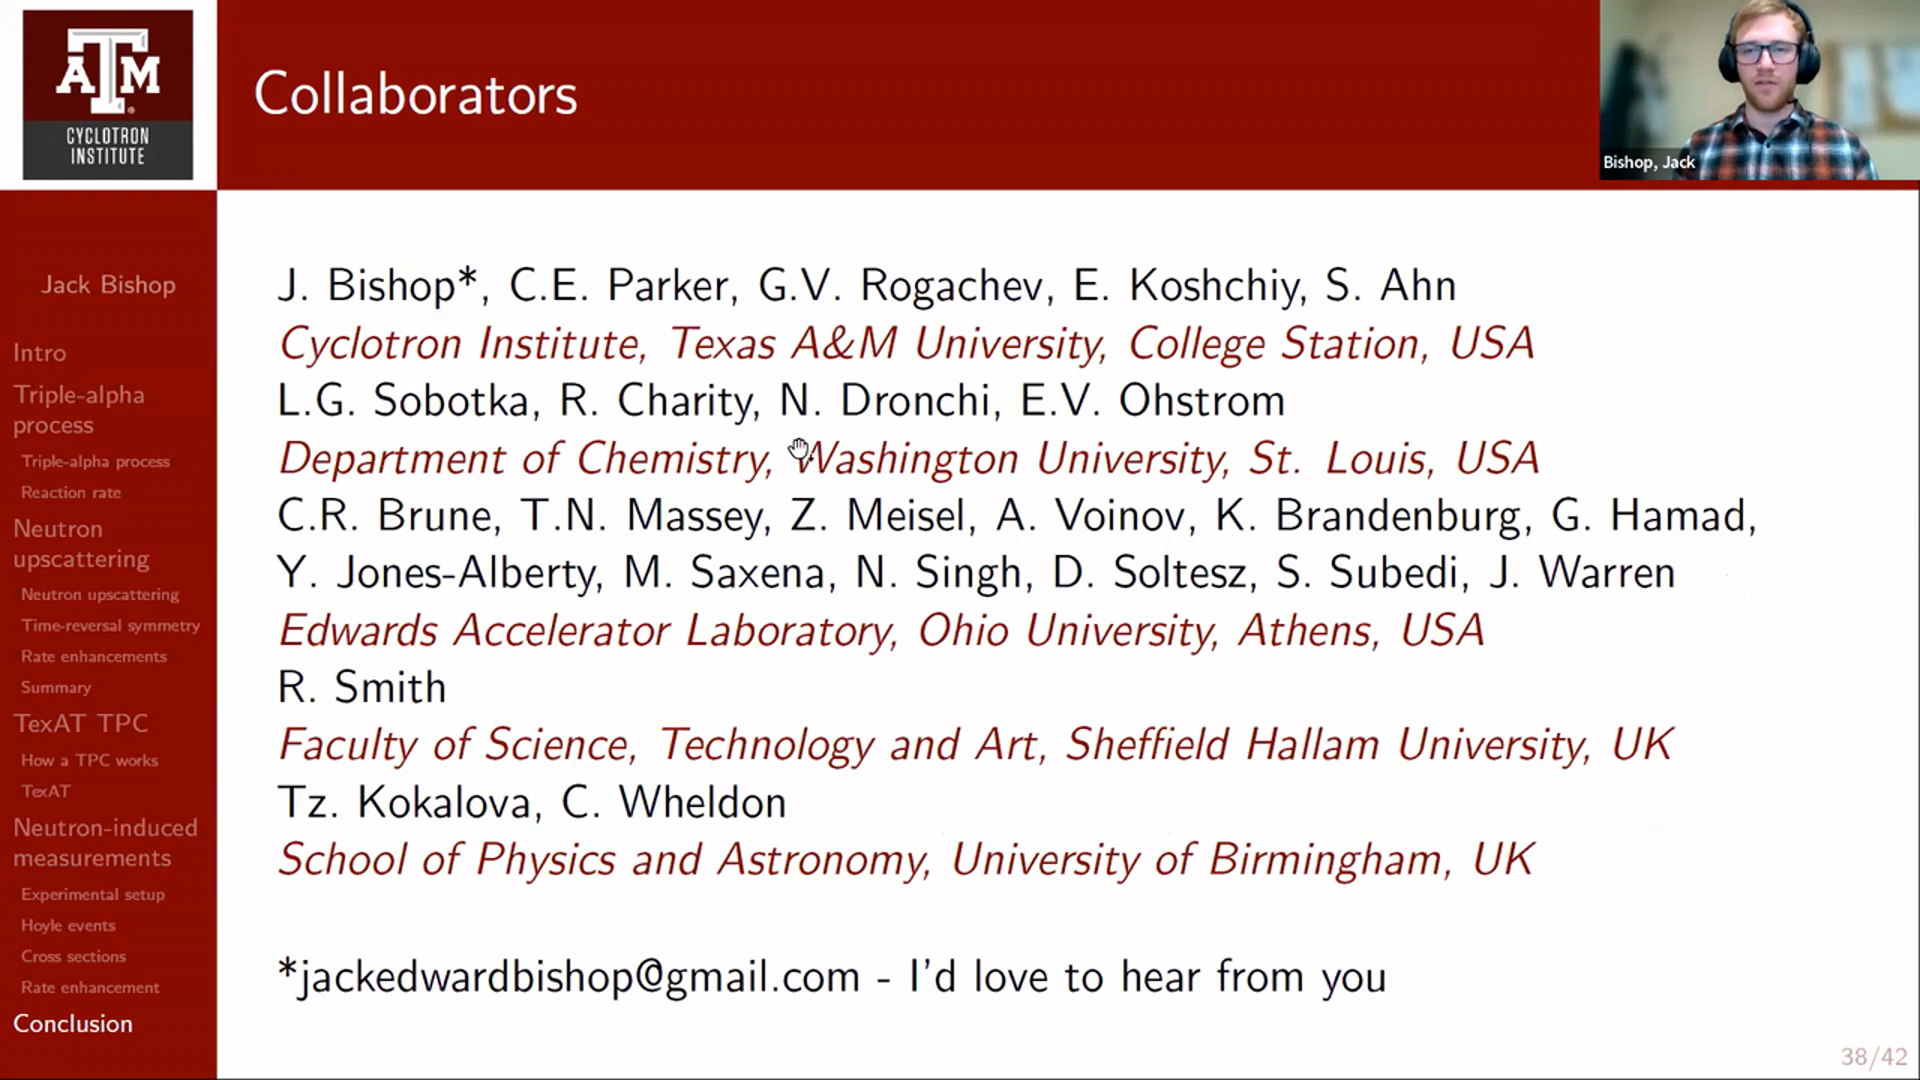 ATM
CYCLOTRON
INSTITUTE
Collaborators
Bishop, Jack
Jack Bishop
Intro
Triple-alpha
process
Triple-alpha process
Reaction rate
Neutron
upscattering
Neutron upscattering
Time-reversal symmetry
Rate enhancements
Summary
TexAT TPC
How a TPC works
TexAT
Neutron-induced
measurements
Experimental setup
Hoyle events
Cross sections
Rate enhancement
Conclusion
J. Bishop*, C.E. Parker, G.V. Rogachev, E. Koshchiy, S. Ahn
Cyclotron Institute, Texas A&M University, College Station, USA
L.G. Sobotka, R. Charity, N. Dronchi, E.V. Ohstrom
Department of Chemistry, Washington University, St. Louis, USA
C.R. Brune, T.N. Massey, Z. Meisel, A. Voinov, K. Brandenburg, G. Hamad,
Y. Jones-Alberty, M. Saxena, N. Singh, D. Soltesz, S. Subedi, J. Warren
Edwards Accelerator Laboratory, Ohio University, Athens, USA
R. Smith
Faculty of Science, Technology and Art, Sheffield Hallam University, UK
Tz. Kokalova, C. Wheldon
School of Physics and Astronomy, University of Birmingham, UK
*jackedwardbishop@gmail.com - I'd love to hear from you
38/42